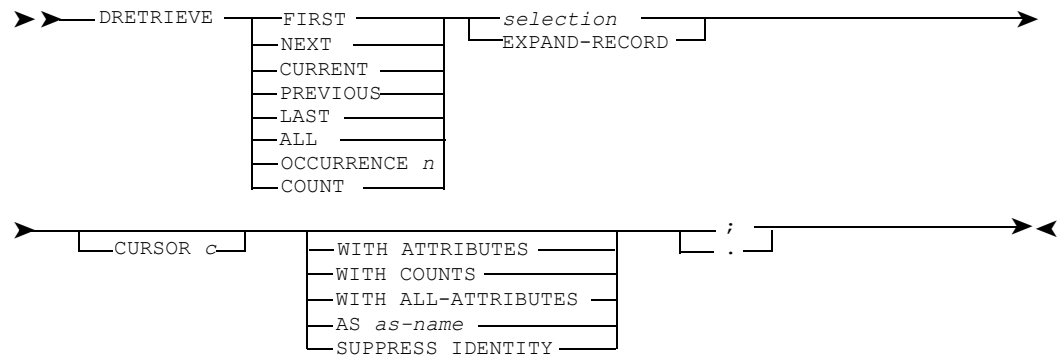 DRETRIEVE FIRST selection
NEXT EXPAND-RECORD
CURRENT
PREVIOUS
LAST
ALL
OCCURRENCE n
COUNT
CURSOR c WITH ATTRIBUTES ;
WITH COUNTS .
WITH ALL-ATTRIBUTES
AS as-name
SUPPRESS IDENTITY